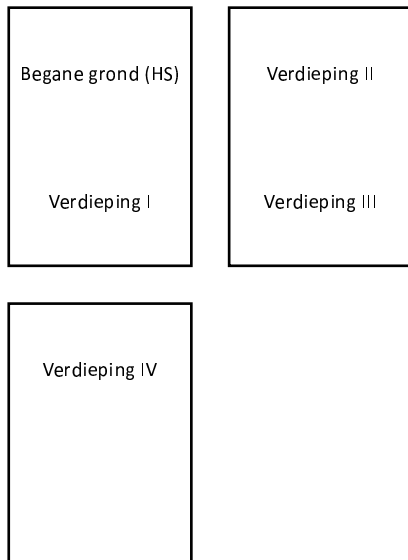 Begane grond (HS)
Verdieping I
Verdieping II
Verdieping III
Verdieping IV